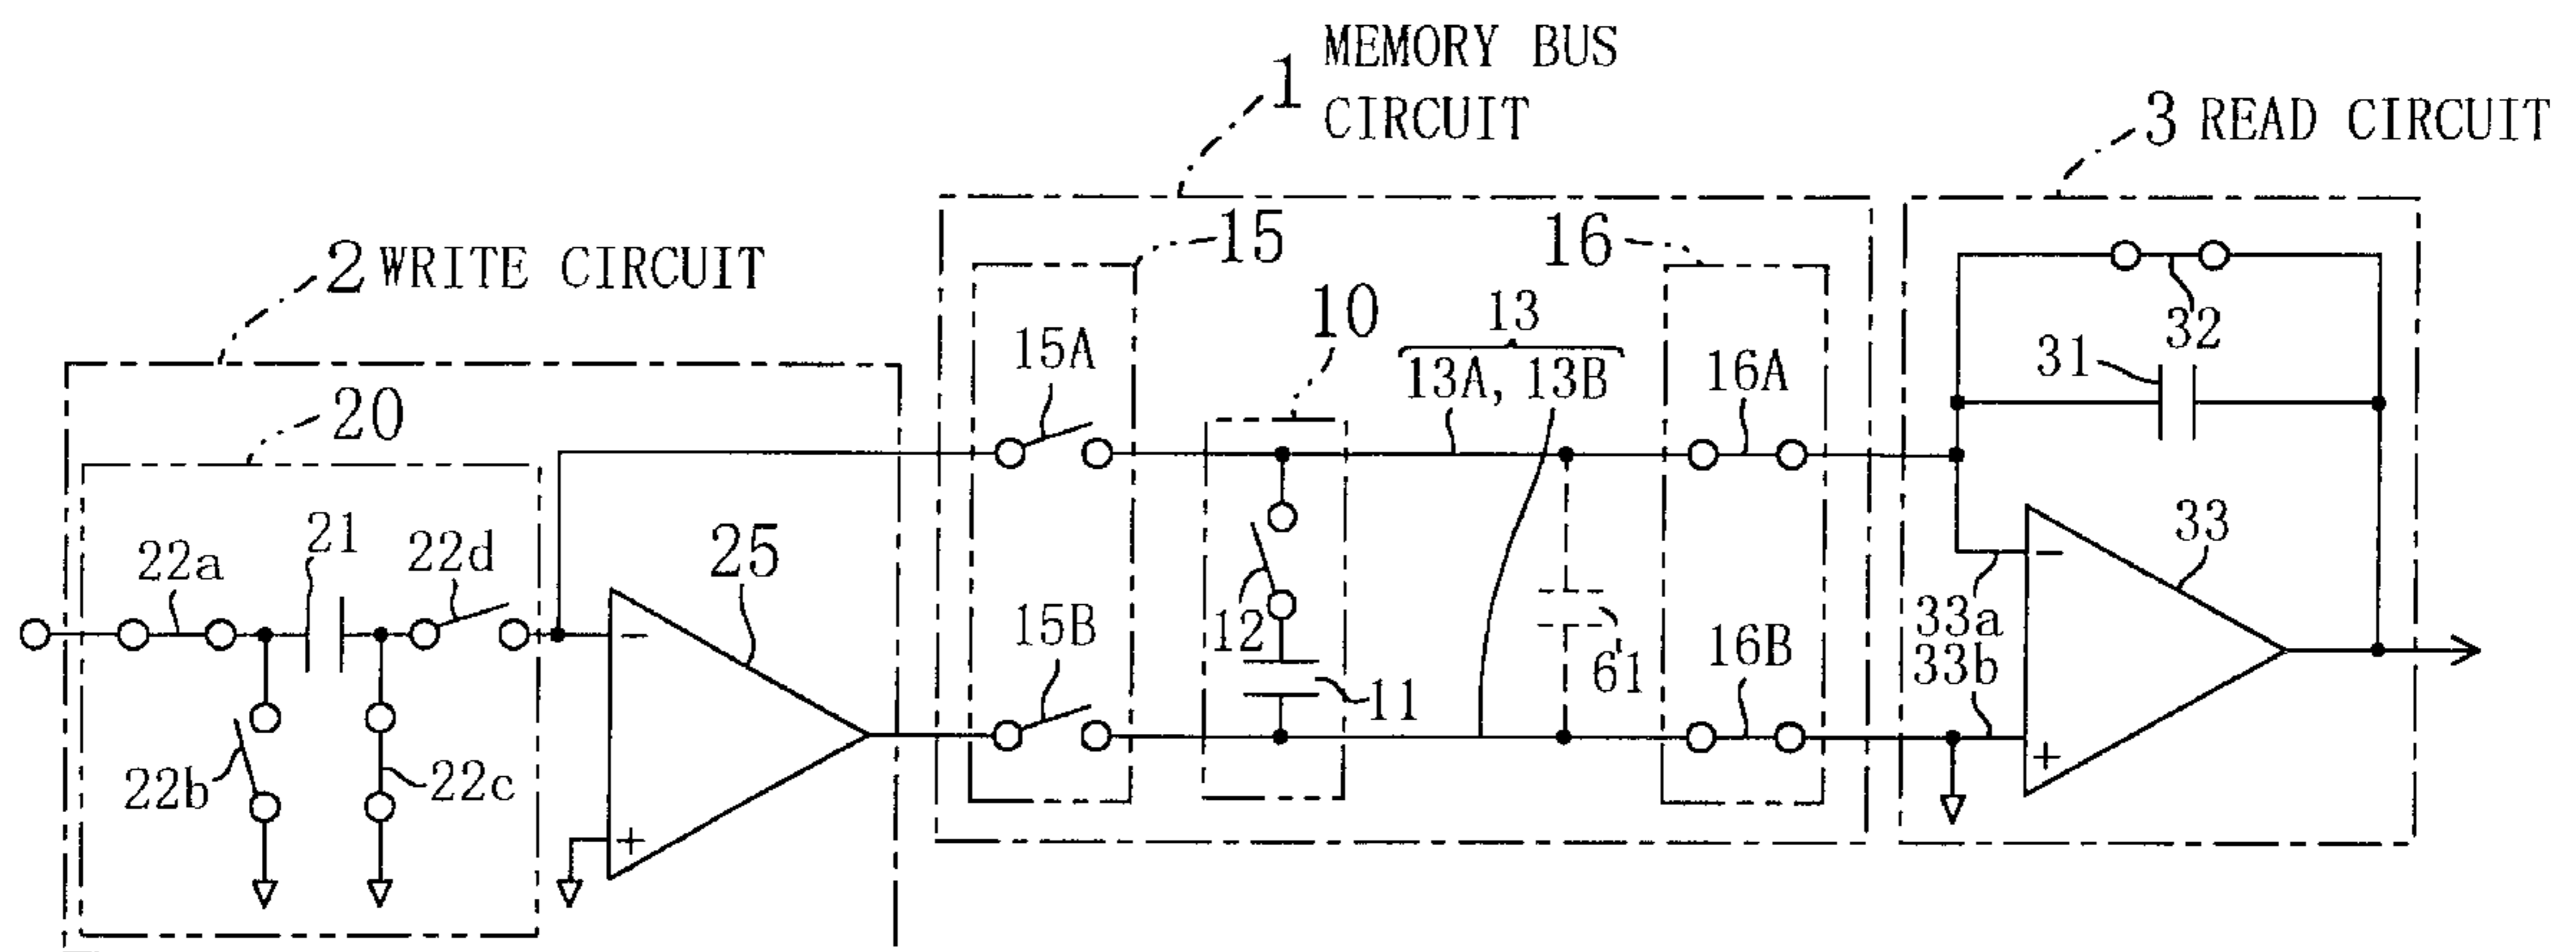 1 MEMORY BUS
CIRCUIT
3 READ CIRCUIT
2 WRITE CIRCUIT
15
16
10
13
13A, 13B
15A
16A
32
31
20
22a
21
22d
25
12
11
61
15B
16B
33
33a
33b
22b
22c
−
+
−
+